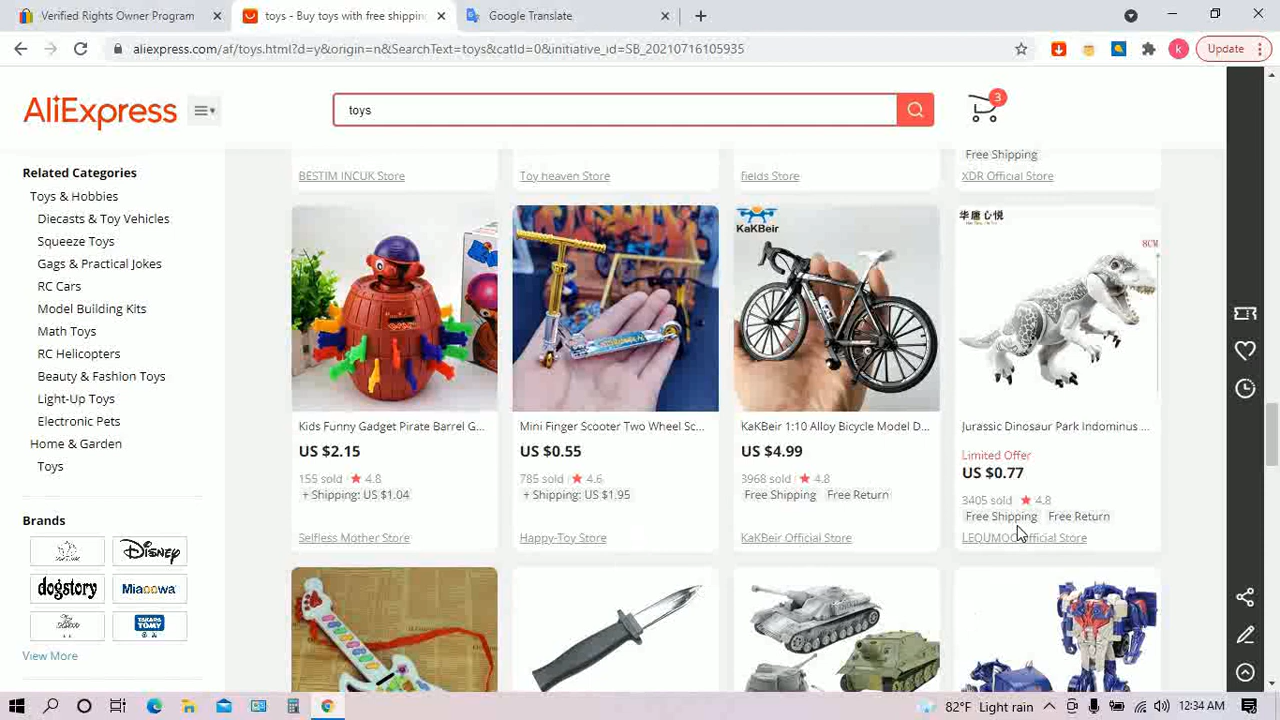 Verified Rights Owner Program
toys - Buy toys with free shippin
Google Translate
aliexpress.com/af/toys.html?d=y&origin=n&SearchText=toys&catId=0&initiative_id=SB_20210716105935
k
Update
AliExpress
toys
3
Related Categories
Toys & Hobbies
Diecasts & Toy Vehicles
Squeeze Toys
Gags & Practical Jokes
RC Cars
Model Building Kits
Math Toys
RC Helicopters
Beauty & Fashion Toys
Light-Up Toys
Electronic Pets
Home & Garden
Toys
Brands
Disney
dogstory
Miaoowa
TAKARA TOMY
View More
Free Shipping
BESTIM INCUK Store
Toy heaven Store
fields Store
XDR Official Store
KaKBeir
华唐心悦
8CM
Kids Funny Gadget Pirate Barrel G...
US $2.15
155 sold 4.8
+ Shipping: US $1.04
Selfless Mother Store
Mini Finger Scooter Two Wheel Sc...
US $0.55
785 sold 4.6
+ Shipping: US $1.95
Happy-Toy Store
KaKBeir 1:10 Alloy Bicycle Model D...
US $4.99
3968 sold 4.8
Free Shipping Free Return
KaKBeir Official Store
Jurassic Dinosaur Park Indominus ...
Limited Offer
US $0.77
3405 sold 4.8
Free Shipping Free Return
Store
82°F Light rain
12:34 AM